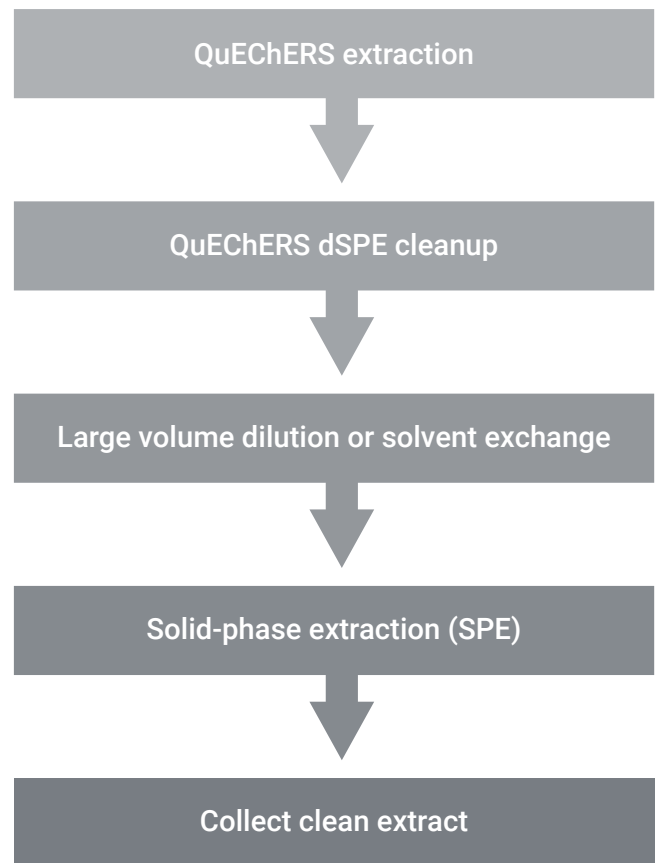 QuEChERS extraction
QuEChERS dSPE cleanup
Large volume dilution or solvent exchange
Solid-phase extraction (SPE)
Collect clean extract